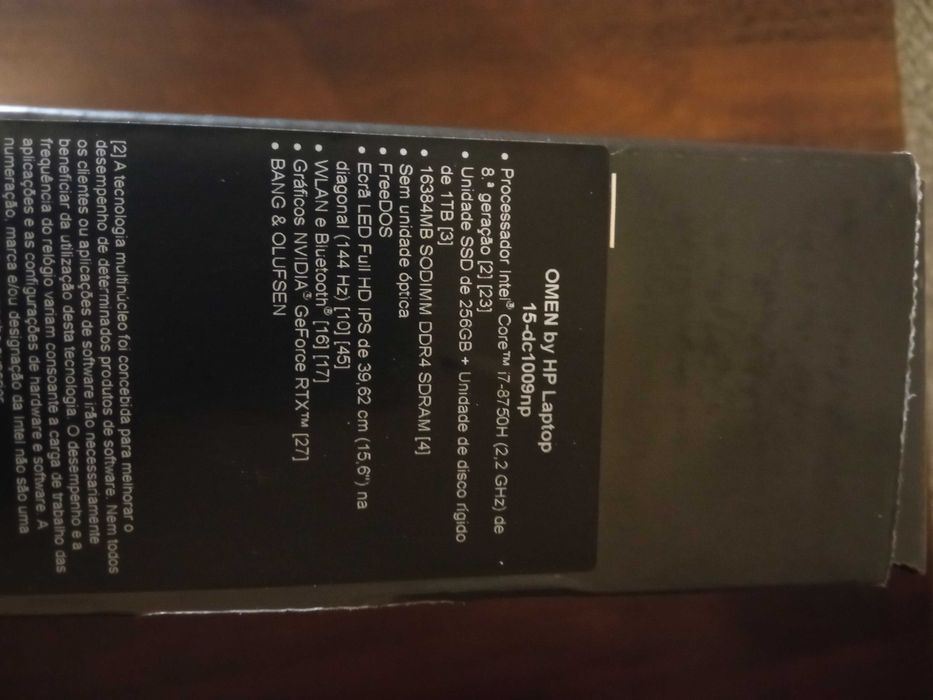 OMEN by HP Laptop
15-dc1009np
• Processador Intel® Core™ i7-8750H (2.2 GHz) de
8.ª geração [2] [23]
• Unidade SSD de 256GB + Unidade de disco rígido
de 1TB [3]
• 16384MB SODIMM DDR4 SDRAM [4]
• Sem unidade óptica
• FreeDOS
• Ecrã LED Full HD IPS de 39,62 cm (15,6") na
diagonal (144 Hz) [10] [45]
• WLAN e Bluetooth® [16] [17]
• Gráficos NVIDIA® GeForce RTX™ [27]
• BANG & OLUFSEN
[2] A tecnologia multinúcleo foi concebida para melhorar o
desempenho de determinados produtos de software. Nem todos
os clientes ou aplicações de software irão necessariamente
beneficiar da utilização desta tecnologia. O desempenho e a
frequência do relógio variam consoante a carga de trabalho das
aplicações e as configurações de hardware e software. A
numeração, marca e/ou designação da Intel não são uma